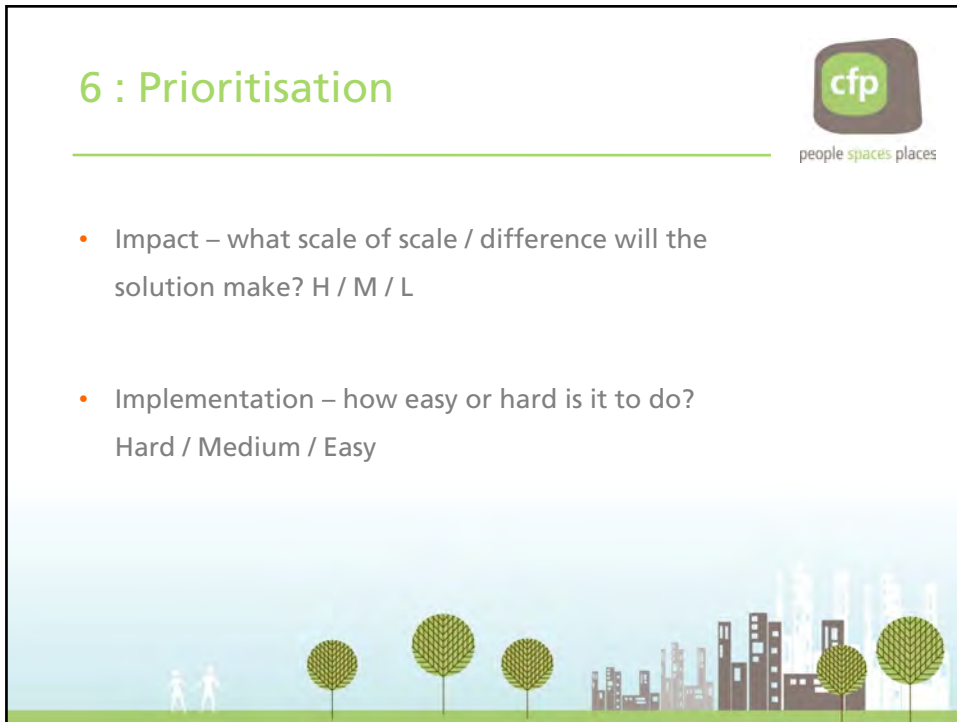 6 : Prioritisation
cfp
people spaces places
• Impact – what scale of scale / difference will the
solution make? H / M / L
• Implementation – how easy or hard is it to do?
Hard / Medium / Easy